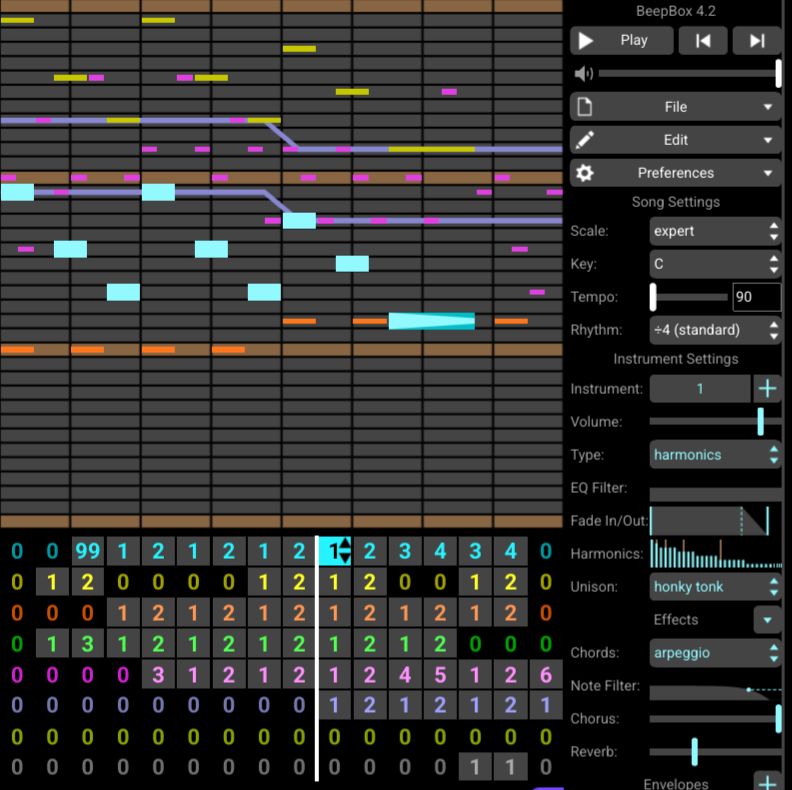 BeepBox 4.2
Play
File
Edit
Preferences
Song Settings
Scale: expert
Key: C
Tempo: 90
Rhythm: ÷4 (standard)
Instrument Settings
Instrument: 1
Volume:
Type: harmonics
EQ Filter:
Fade In/Out:
Harmonics:
Unison: honky tonk
Effects
Chords: arpeggio
Note Filter:
Chorus:
Reverb:
Envelopes
0 0 99 1 2 1 2 1 2 1 2 3 4 3 4 0
0 1 2 0 0 0 0 1 2 1 2 0 0 1 2 0
0 0 0 1 2 1 2 1 2 1 2 1 2 1 2 0
0 1 3 1 2 1 2 1 2 1 2 1 2 0 0 0
0 0 0 0 3 1 2 1 2 1 2 4 5 1 2 6
0 0 0 0 0 0 0 0 0 1 2 1 2 1 2 1
0 0 0 0 0 0 0 0 0 0 0 0 0 0 0 0
0 0 0 0 0 0 0 0 0 0 0 0 0 1 1 0